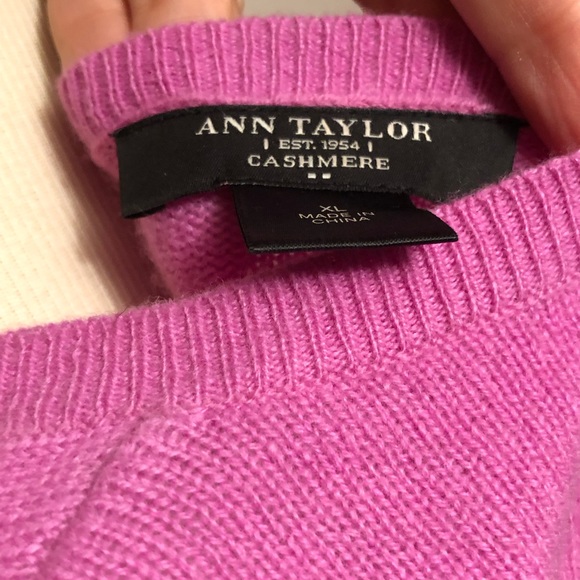 ANN TAYLOR
EST. 1954
CASHMERE
XL
MADE IN
CHINA